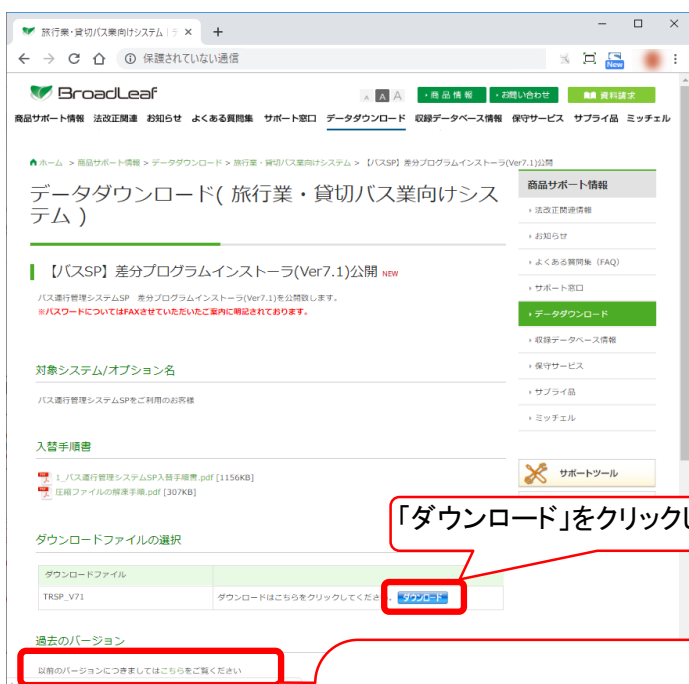 旅行業・貸切バス業向けシステム | デ
保護されていない通信
New
BroadLeaf
A A A
・商品情報
・お問い合わせ
資料請求
商品サポート情報 法改正関連 お知らせ よくある質問集 サポート窓口 データダウンロード 収録データベース情報 保守サービス サプライ品 ミッチェル
ホーム > 商品サポート情報 > データダウンロード > 旅行業・貸切バス業向けシステム > 【バスSP】差分プログラムインストーラ(Ver7.1)公開
データダウンロード( 旅行業・貸切バス業向けシス
テム )
【バスSP】差分プログラムインストーラ(Ver7.1)公開 NEW
バス運行管理システムSP 差分プログラムインストーラ(Ver7.1)を公開致します。
※パスワードについてはFAXさせていただいたご案内に明記されております。
対象システム/オプション名
バス運行管理システムSPをご利用のお客様
入替手順書
1_バス運行管理システムSP入替手順書.pdf [1156KB]
圧縮ファイルの解凍手順.pdf [307KB]
ダウンロードファイルの選択
ダウンロードファイル
TRSP_V71 ダウンロードはこちらをクリックしてください。 ダウンロード
過去のバージョン
以前のバージョンにつきましてはこちらをご覧ください
商品サポート情報
法改正関連情報
お知らせ
よくある質問集（FAQ）
サポート窓口
データダウンロード
収録データベース情報
保守サービス
サプライ品
ミッチェル
サポートツール
「ダウンロード」をクリックし